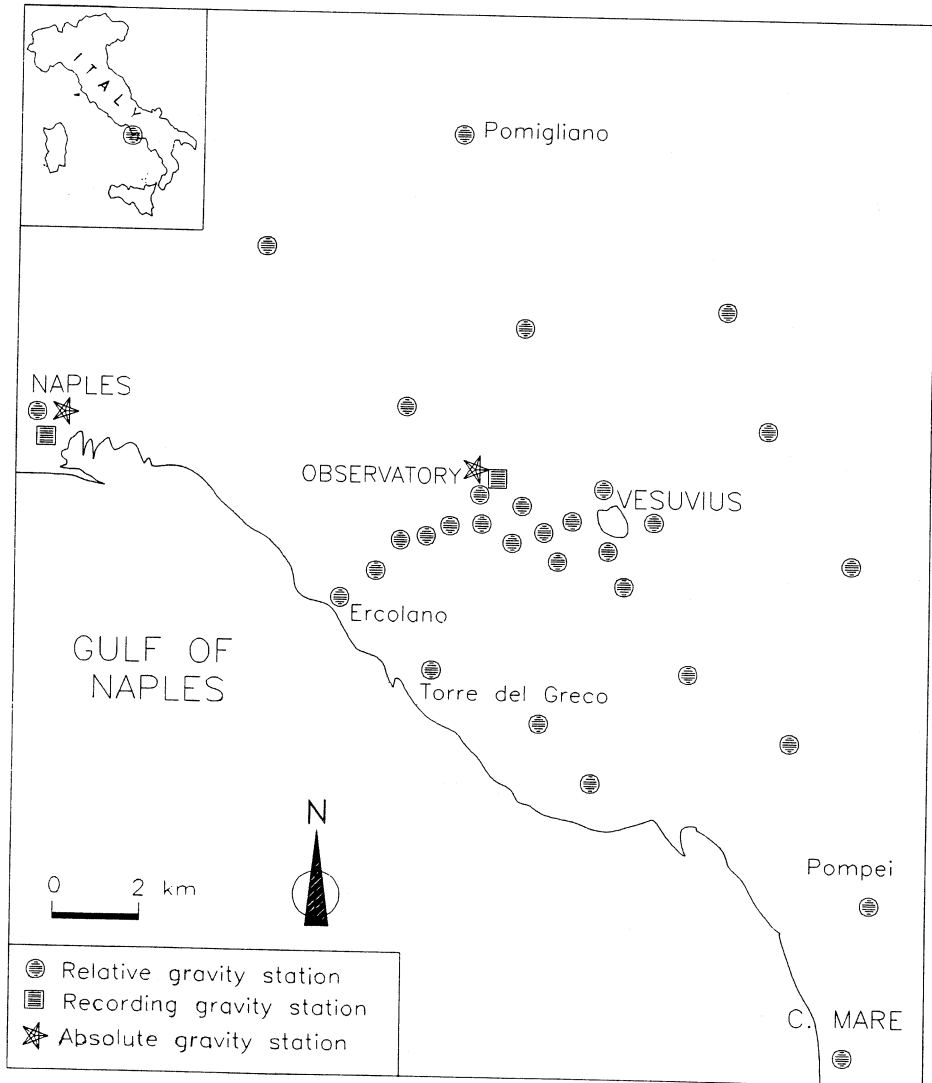 ITALY
Pomigliano
NAPLES
OBSERVATORY
VESUVIUS
Ercolano
GULF OF
NAPLES
Torre del Greco
N
0 2 km
Pompei
Relative gravity station
Recording gravity station
Absolute gravity station
C. MARE